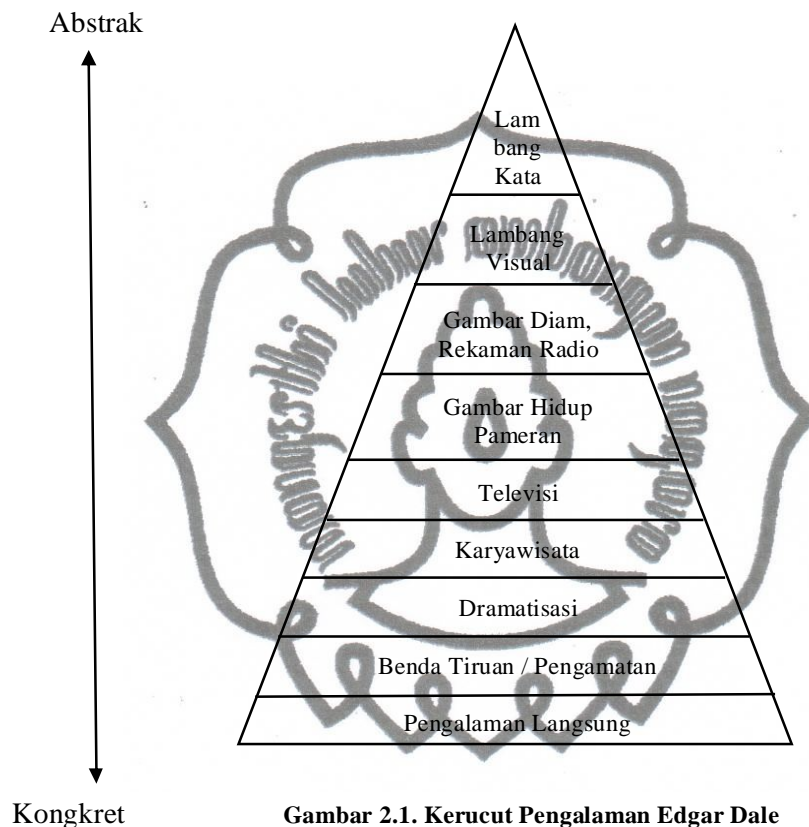 Abstrak
Lam
bang
Kata
Lambang
Visual
Gambar Diam,
Rekaman Radio
Gambar Hidup
Pameran
Televisi
Karyawisata
Dramatisasi
Benda Tiruan / Pengamatan
Pengalaman Langsung
Kongkret
Gambar 2.1. Kerucut Pengalaman Edgar Dale